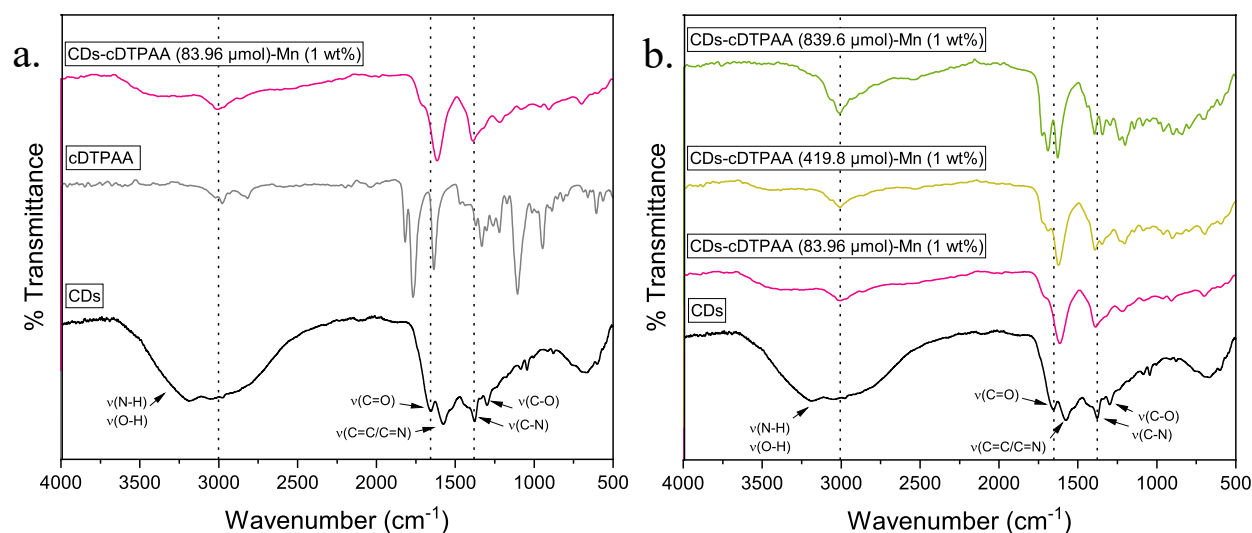 a.
CDs-cDTPAA (83.96 µmol)-Mn (1 wt%)
cDTPAA
CDs
ν(N-H)
ν(O-H)
ν(C=O)
ν(C=C/C=N)
ν(C-O)
ν(C-N)
% Transmittance
4000 3500 3000 2500 2000 1500 1000 500
Wavenumber (cm⁻¹)
b.
CDs-cDTPAA (839.6 µmol)-Mn (1 wt%)
CDs-cDTPAA (419.8 µmol)-Mn (1 wt%)
CDs-cDTPAA (83.96 µmol)-Mn (1 wt%)
CDs
ν(N-H)
ν(O-H)
ν(C=O)
ν(C=C/C=N)
ν(C-O)
ν(C-N)
% Transmittance
4000 3500 3000 2500 2000 1500 1000 500
Wavenumber (cm⁻¹)